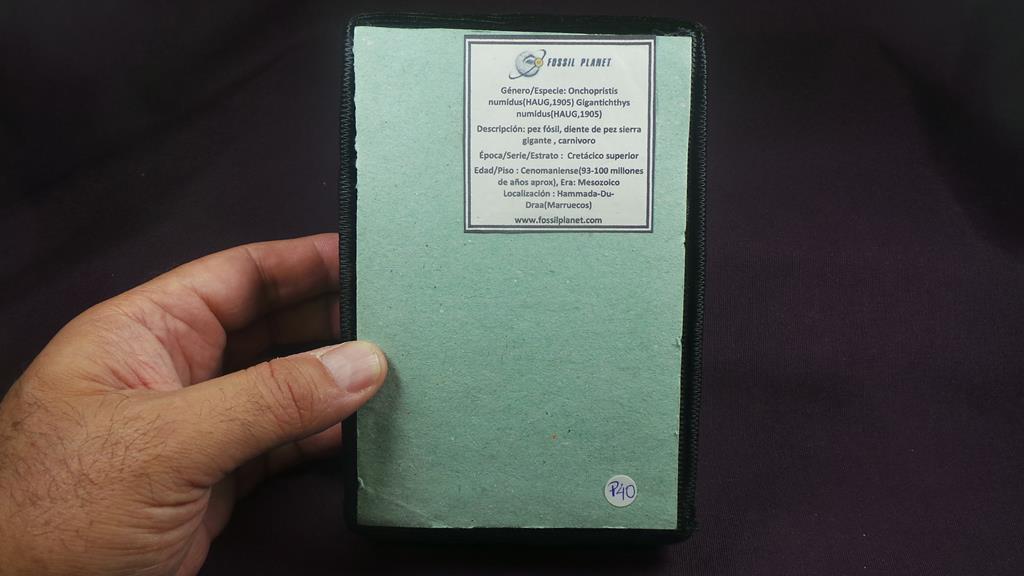 FOSSIL PLANET
Género/Especie: Onchopristis
numidus(HAUG,1905) Gigantichthys
numidus(HAUG,1905)
Descripción: pez fósil, diente de pez sierra
gigante , carnivoro
Época/Serie/Estrato : Cretácico superior
Edad/Piso : Cenomaniense(93-100 millones
de años aprox), Era: Mesozoico
Localización : Hammada-Du-
Draa(Marruecos)
www.fossilplanet.com
P40